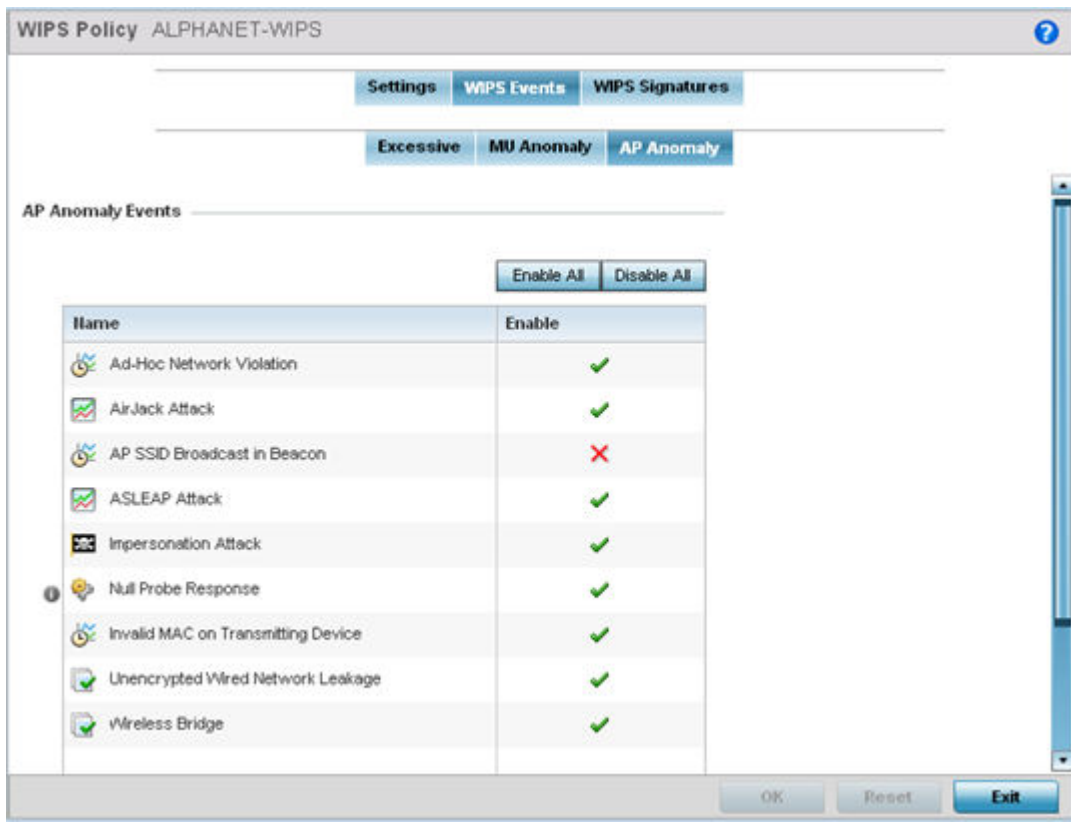 WIPS Policy ALPHANET-WIPS
Settings WIPS Events WIPS Signatures
Excessive MU Anomaly AP Anomaly
AP Anomaly Events
Enable All Disable All
Name Enable
Ad-Hoc Network Violation
AirJack Attack
AP SSID Broadcast in Beacon
ASLEAP Attack
Impersonation Attack
Null Probe Response
Invalid MAC on Transmitting Device
Unencrypted Wired Network Leakage
Wireless Bridge
OK Reset Exit